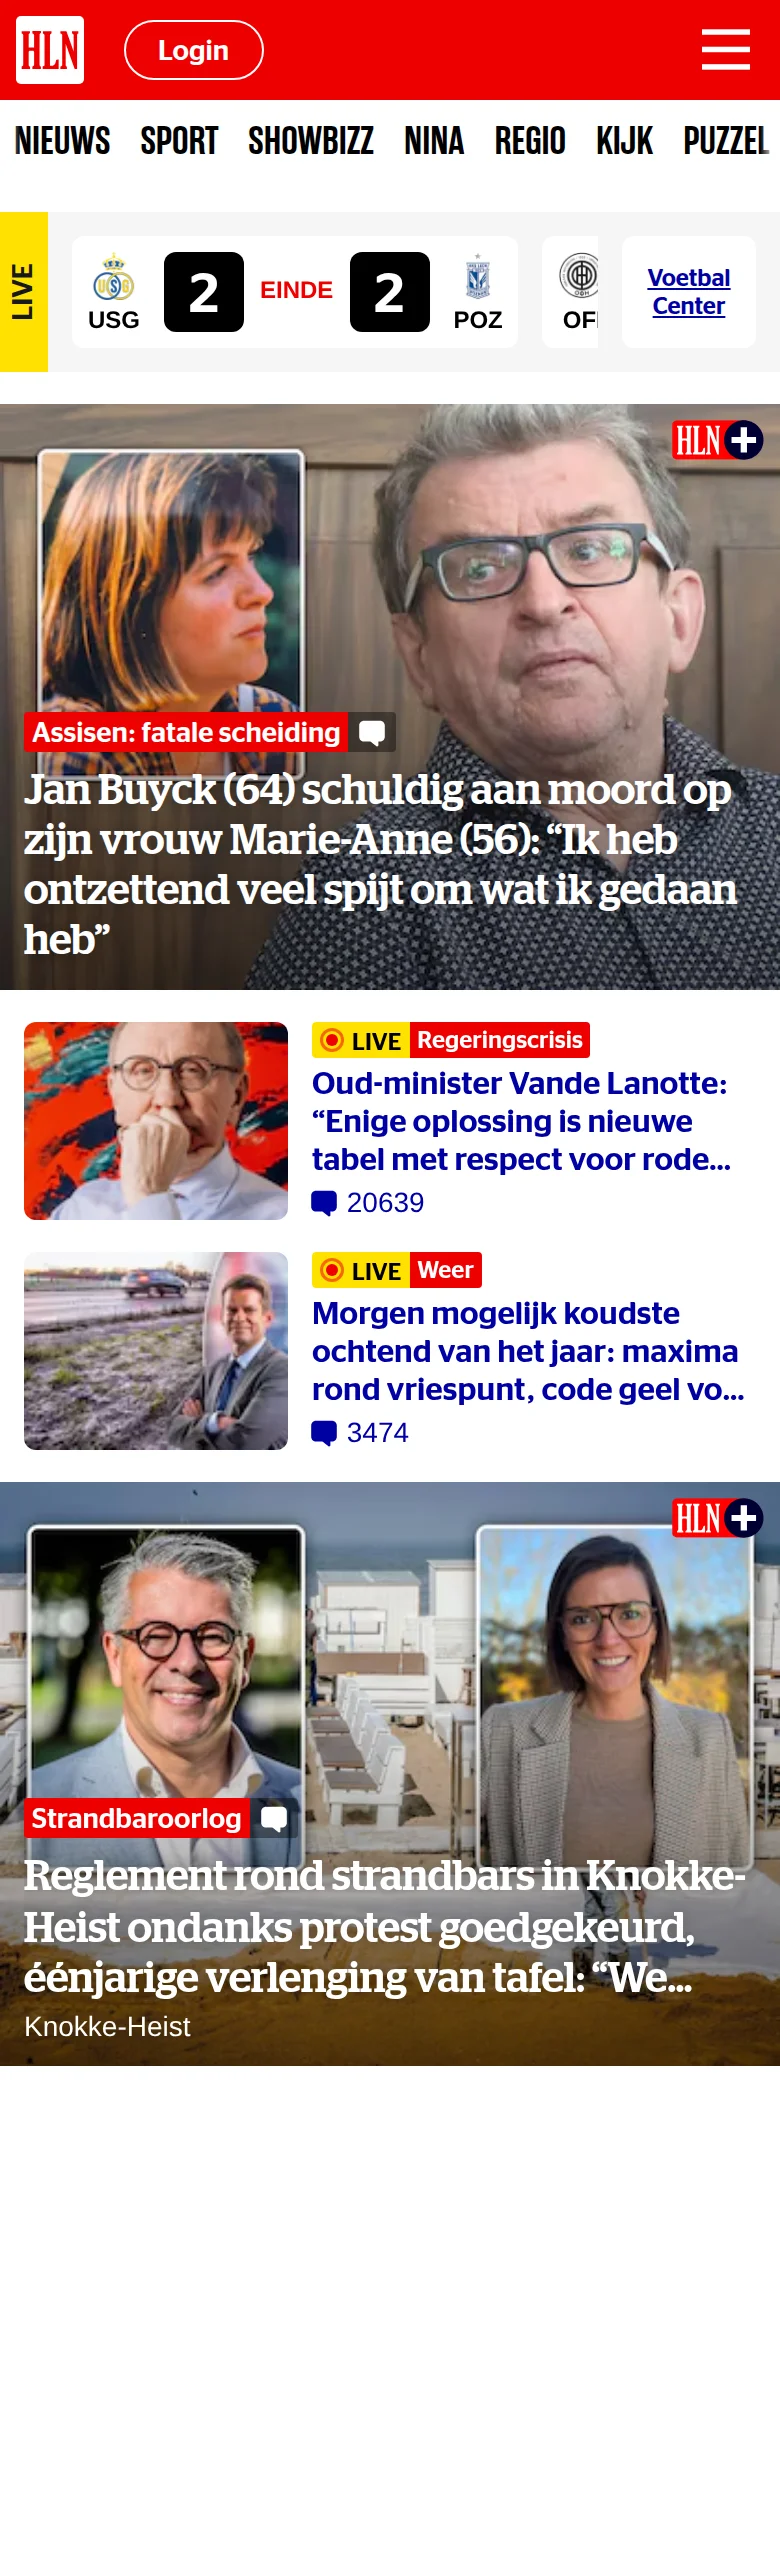 HLN
Login
NIEUWS SPORT SHOWBIZZ NINA REGIO KIJK PUZZEL
LIVE
USG 2 EINDE 2 POZ
OFI
Voetbal
Center
HLN+
Assisen: fatale scheiding
Jan Buyck (64) schuldig aan moord op
zijn vrouw Marie-Anne (56): “Ik heb
ontzettend veel spijt om wat ik gedaan
heb”
LIVE Regeringscrisis
Oud-minister Vande Lanotte:
“Enige oplossing is nieuwe
tabel met respect voor rode...
20639
LIVE Weer
Morgen mogelijk koudste
ochtend van het jaar: maxima
rond vriespunt, code geel vo...
3474
HLN+
Strandbaroorlog
Reglement rond strandbars in Knokke-
Heist ondanks protest goedgekeurd,
éénjarige verlenging van tafel: “We...
Knokke-Heist